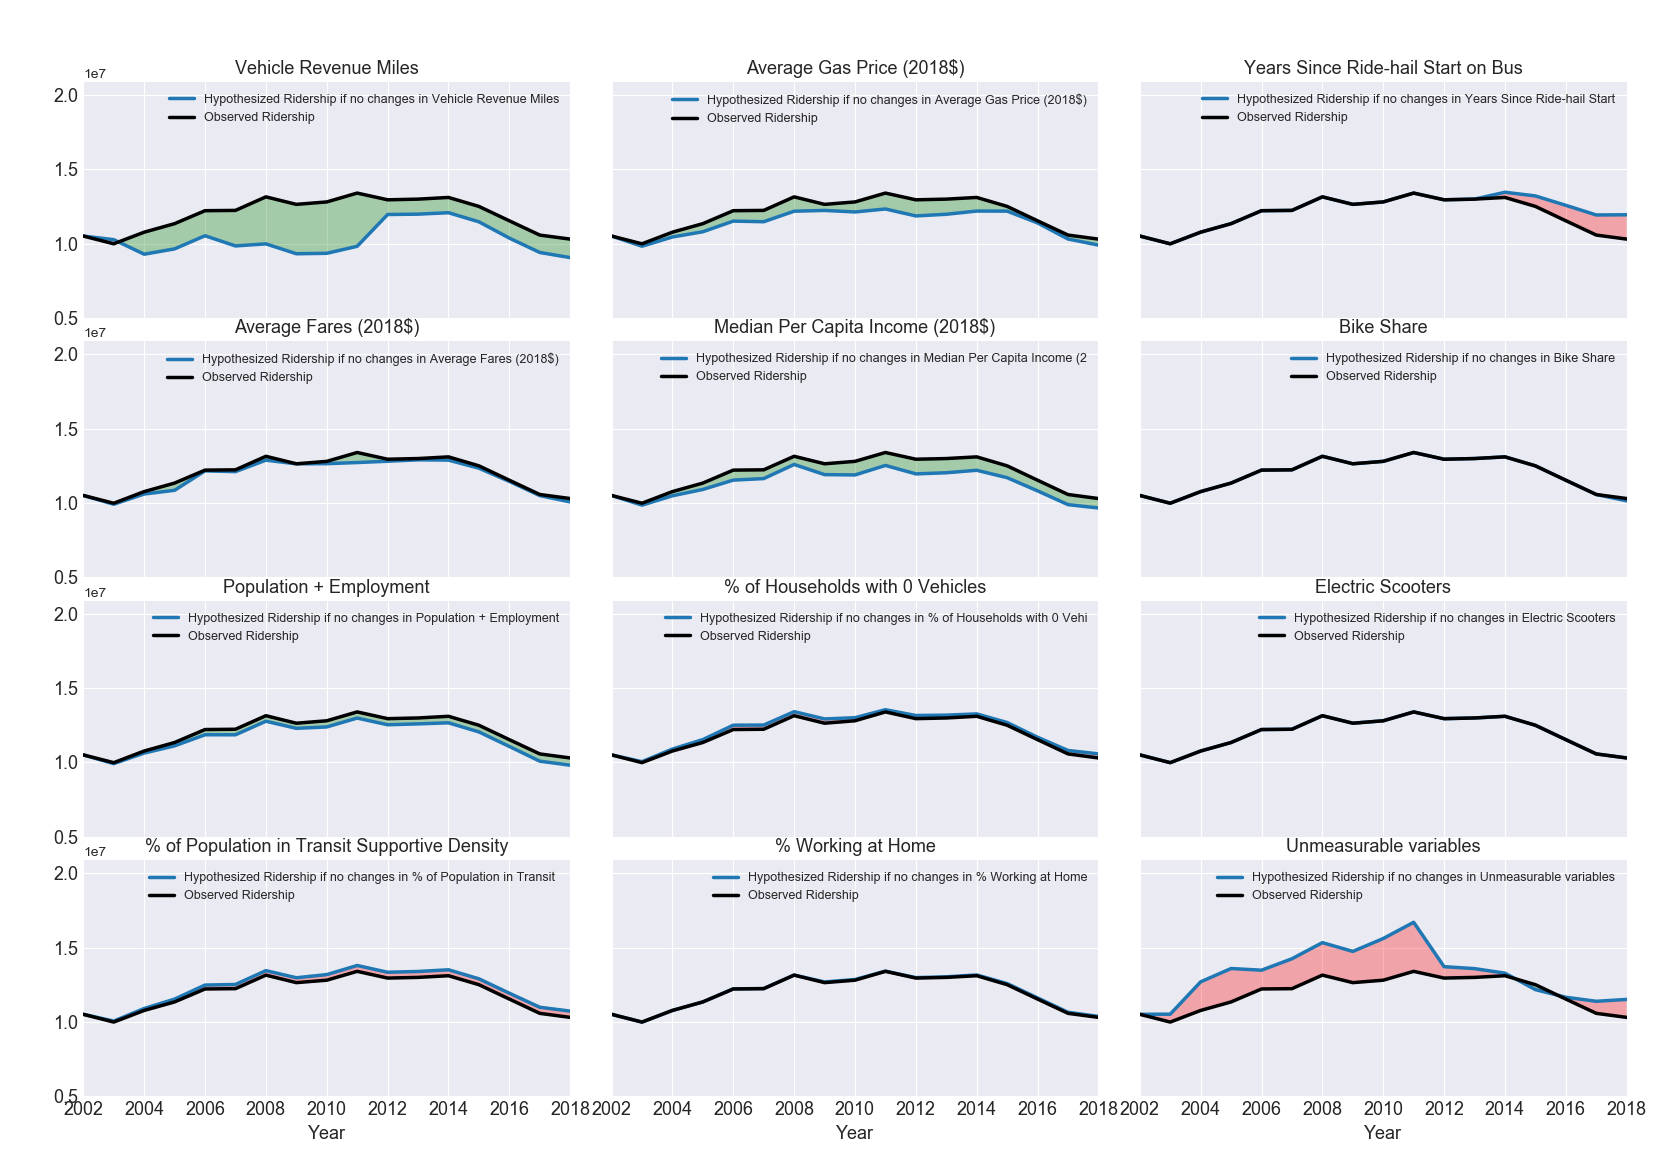 Vehicle Revenue Miles
1e7
Hypothesized Ridership if no changes in Vehicle Revenue Miles
Observed Ridership
2.0
1.5
1.0
0.5
Average Gas Price (2018$)
Hypothesized Ridership if no changes in Average Gas Price (2018$)
Observed Ridership
Years Since Ride-hail Start on Bus
Hypothesized Ridership if no changes in Years Since Ride-hail Start
Observed Ridership
Average Fares (2018$)
1e7
Hypothesized Ridership if no changes in Average Fares (2018$)
Observed Ridership
2.0
1.5
1.0
0.5
Median Per Capita Income (2018$)
Hypothesized Ridership if no changes in Median Per Capita Income (2
Observed Ridership
Bike Share
Hypothesized Ridership if no changes in Bike Share
Observed Ridership
Population + Employment
1e7
Hypothesized Ridership if no changes in Population + Employment
Observed Ridership
2.0
1.5
1.0
0.5
% of Households with 0 Vehicles
Hypothesized Ridership if no changes in % of Households with 0 Vehi
Observed Ridership
Electric Scooters
Hypothesized Ridership if no changes in Electric Scooters
Observed Ridership
% of Population in Transit Supportive Density
1e7
Hypothesized Ridership if no changes in % of Population in Transit
Observed Ridership
2.0
1.5
1.0
0.5
2002 2004 2006 2008 2010 2012 2014 2016 2018
Year
% Working at Home
Hypothesized Ridership if no changes in % Working at Home
Observed Ridership
2002 2004 2006 2008 2010 2012 2014 2016 2018
Year
Unmeasurable variables
Hypothesized Ridership if no changes in Unmeasurable variables
Observed Ridership
2002 2004 2006 2008 2010 2012 2014 2016 2018
Year